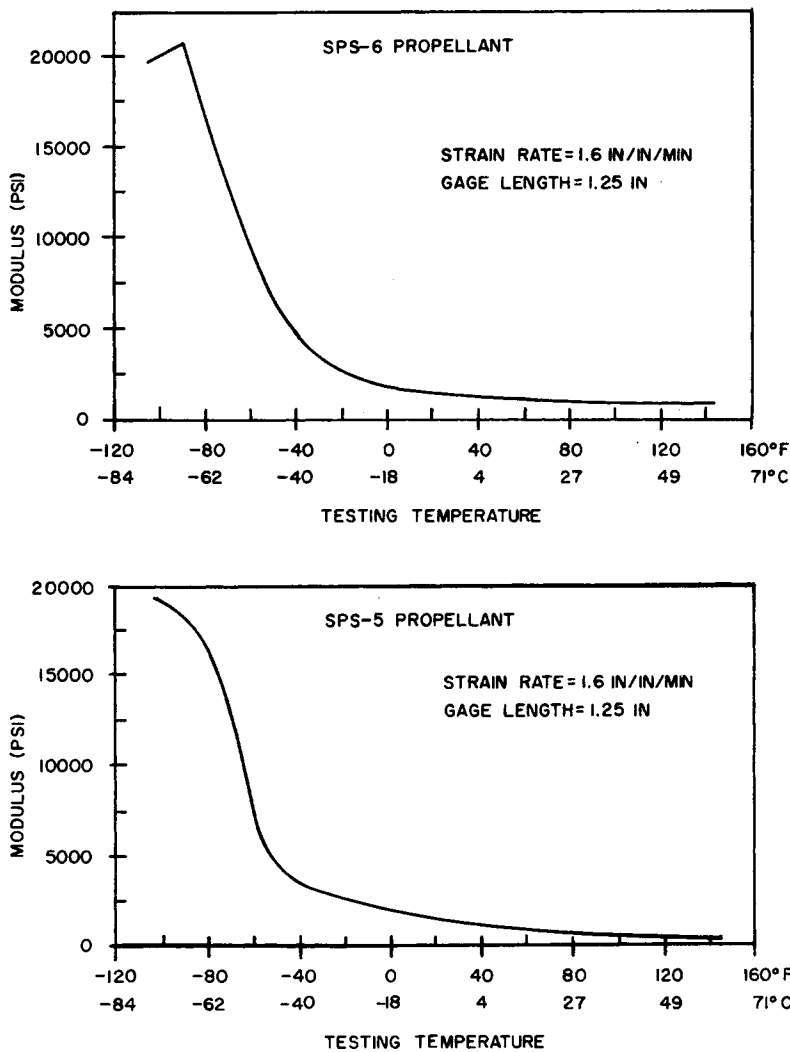 SPS-6 PROPELLANT
STRAIN RATE = 1.6 IN/IN/MIN
GAGE LENGTH = 1.25 IN
MODULUS (PSI)
20000
15000
10000
5000
0
-120 -80 -40 0 40 80 120 160°F
-84 -62 -40 -18 4 27 49 71°C
TESTING TEMPERATURE
SPS-5 PROPELLANT
STRAIN RATE = 1.6 IN/IN/MIN
GAGE LENGTH = 1.25 IN
MODULUS (PSI)
20000
15000
10000
5000
0
-120 -80 -40 0 40 80 120 160°F
-84 -62 -40 -18 4 27 49 71°C
TESTING TEMPERATURE